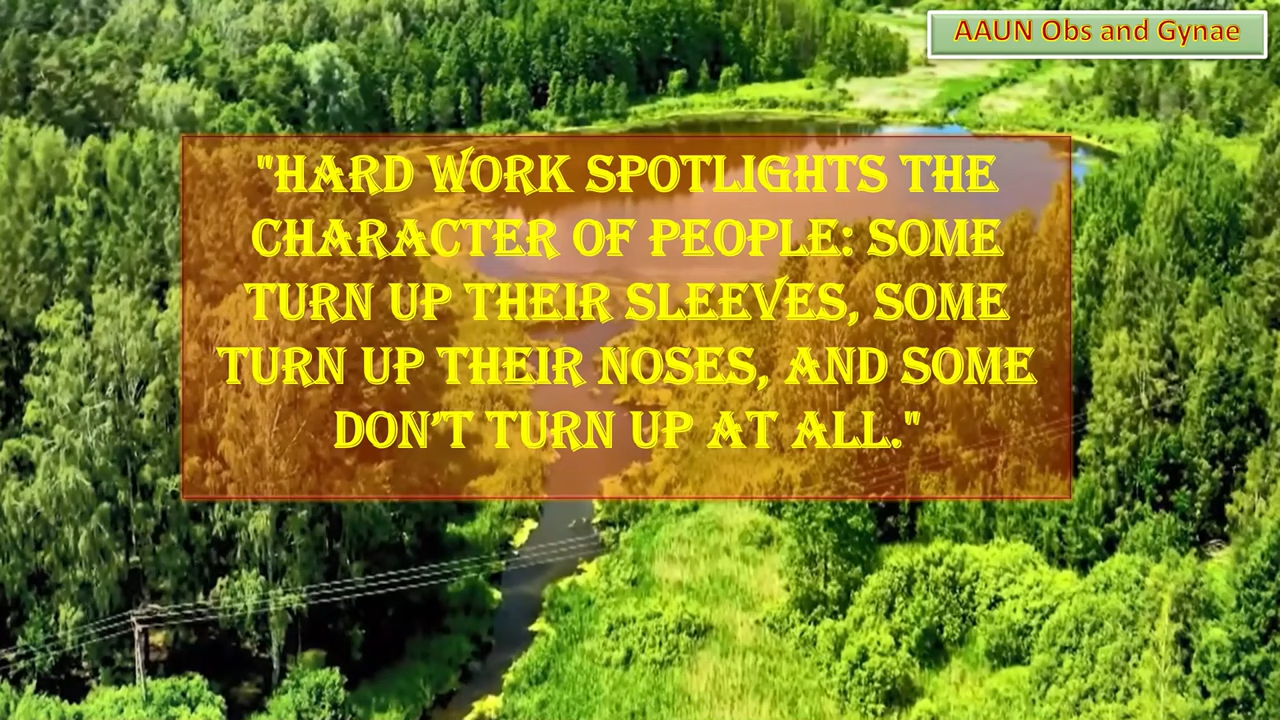 AAUN Obs and Gynae
"HARD WORK SPOTLIGHTS THE
CHARACTER OF PEOPLE: SOME
TURN UP THEIR SLEEVES, SOME
TURN UP THEIR NOSES, AND SOME
DON’T TURN UP AT ALL."